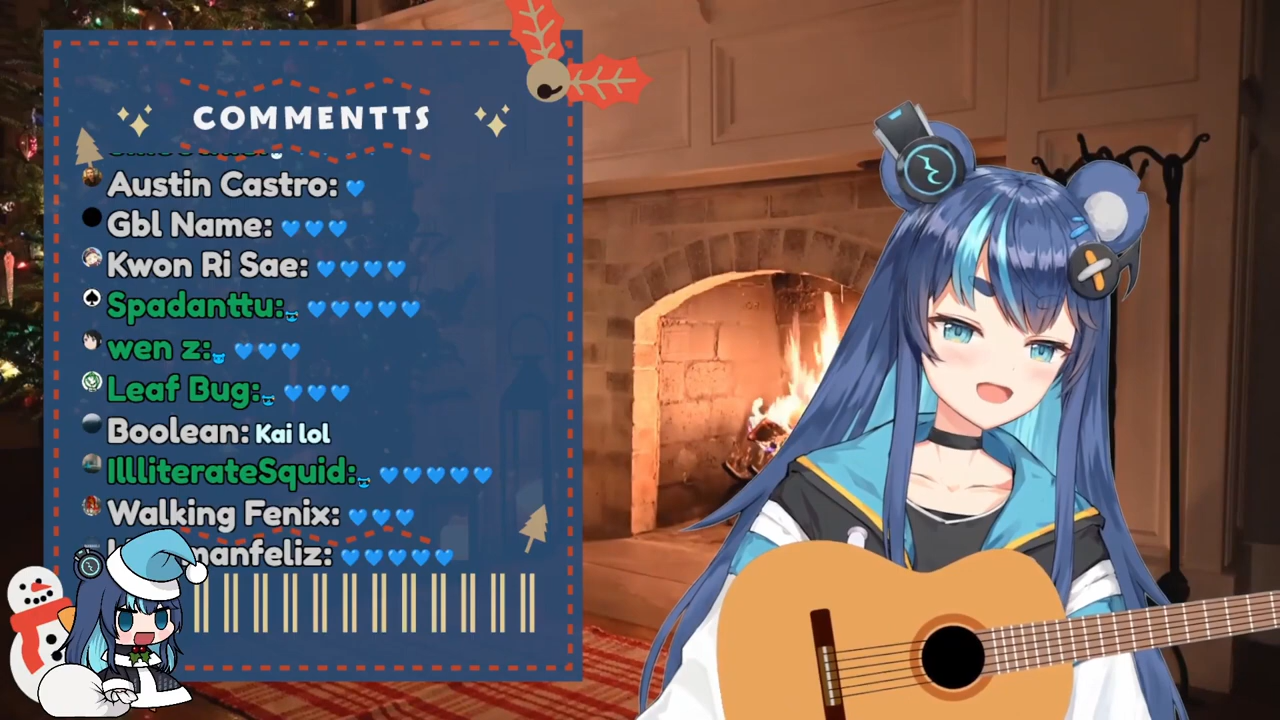 COMMENTTS
Austin Castro: 💙
Gbl Name: 💙💙💙
Kwon Ri Sae: 💙💙💙💙
Spadanttu: 💙💙💙💙💙
wen z: 💙💙💙
Leaf Bug: 💙💙💙
Boolean: Kai lol
IllliterateSquid: 💙💙💙💙💙
Walking Fenix: 💙💙💙
manfeliz: 💙💙💙💙💙